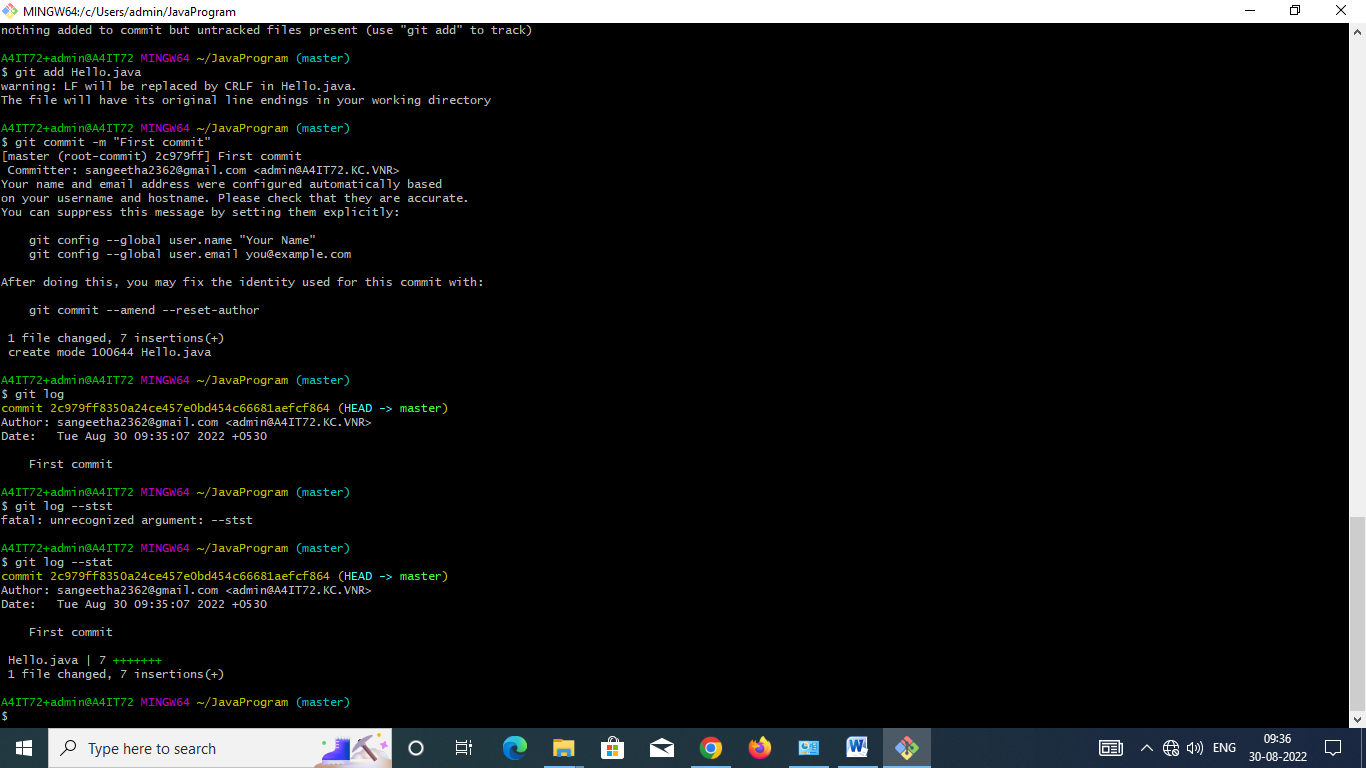 MINGW64:/c/Users/admin/JavaProgram
nothing added to commit but untracked files present (use "git add" to track)
A4IT72+admin@A4IT72 MINGW64 ~/JavaProgram (master)
$ git add Hello.java
warning: LF will be replaced by CRLF in Hello.java.
The file will have its original line endings in your working directory
A4IT72+admin@A4IT72 MINGW64 ~/JavaProgram (master)
$ git commit -m "First commit"
[master (root-commit) 2c979ff] First commit
 Committer: sangeetha2362@gmail.com <admin@A4IT72.KC.VNR>
Your name and email address were configured automatically based
on your username and hostname. Please check that they are accurate.
You can suppress this message by setting them explicitly:
    git config --global user.name "Your Name"
    git config --global user.email you@example.com
After doing this, you may fix the identity used for this commit with:
    git commit --amend --reset-author
 1 file changed, 7 insertions(+)
 create mode 100644 Hello.java
A4IT72+admin@A4IT72 MINGW64 ~/JavaProgram (master)
$ git log
commit 2c979ff8350a24ce457e0bd454c66681aefcf864 (HEAD -> master)
Author: sangeetha2362@gmail.com <admin@A4IT72.KC.VNR>
Date:   Tue Aug 30 09:35:07 2022 +0530
    First commit
A4IT72+admin@A4IT72 MINGW64 ~/JavaProgram (master)
$ git log --stst
fatal: unrecognized argument: --stst
A4IT72+admin@A4IT72 MINGW64 ~/JavaProgram (master)
$ git log --stat
commit 2c979ff8350a24ce457e0bd454c66681aefcf864 (HEAD -> master)
Author: sangeetha2362@gmail.com <admin@A4IT72.KC.VNR>
Date:   Tue Aug 30 09:35:07 2022 +0530
    First commit
 Hello.java | 7 +++++++
 1 file changed, 7 insertions(+)
A4IT72+admin@A4IT72 MINGW64 ~/JavaProgram (master)
$
Type here to search
ENG
09:36
30-08-2022